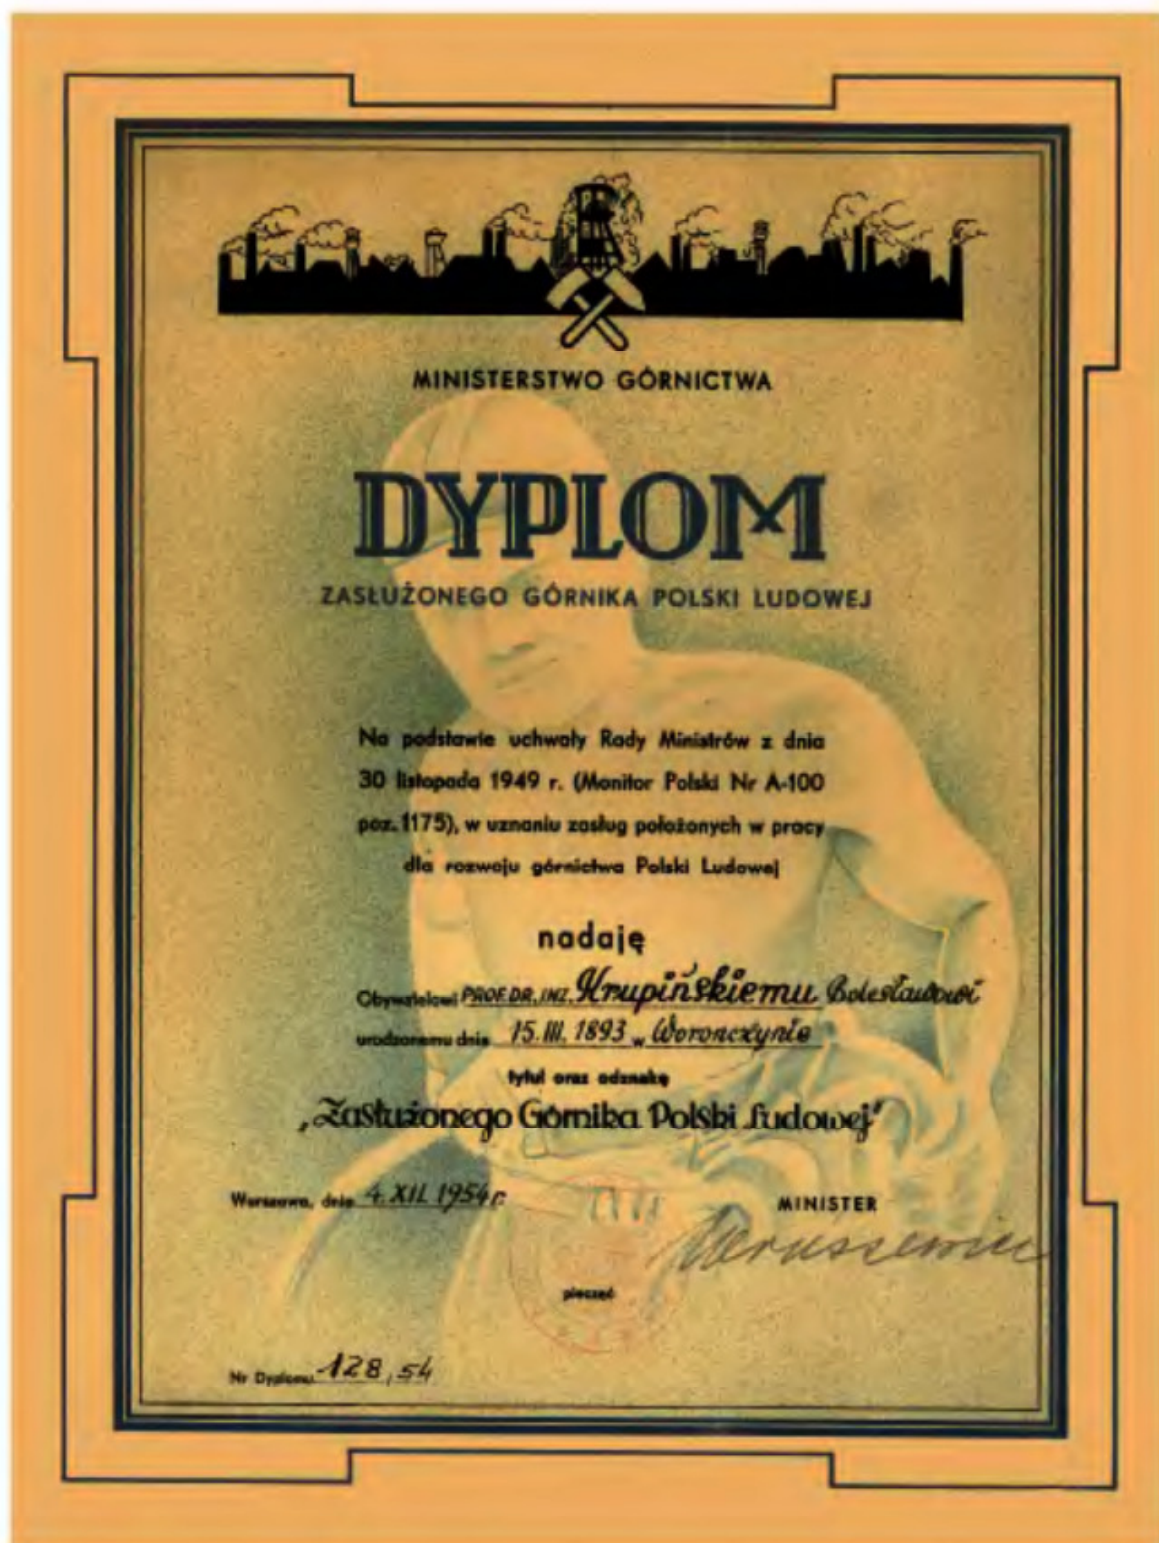 MINISTERSTWO GÓRNICTWA
DYPLOM
ZASŁUŻONEGO GÓRNIKA POLSKI LUDOWEJ
Na podstawie uchwały Rady Ministrów z dnia
30 listopada 1949 r. (Monitor Polski Nr A-100
poz. 1175), w uznaniu zasług położonych w pracy
dla rozwoju górnictwa Polski Ludowej
nadaję
Obywatelowi PROF. DR. INŻ. Krupińskiemu Bolesławowi
urodzonemu dnia 15. III. 1893 w Woronczynie
tytuł oraz odznakę
„Zasłużonego Górnika Polski Ludowej"
Warszawa, dnia 4. XII. 1954 r.
MINISTER
pieczęć
Nr Dyplomu 128, 54